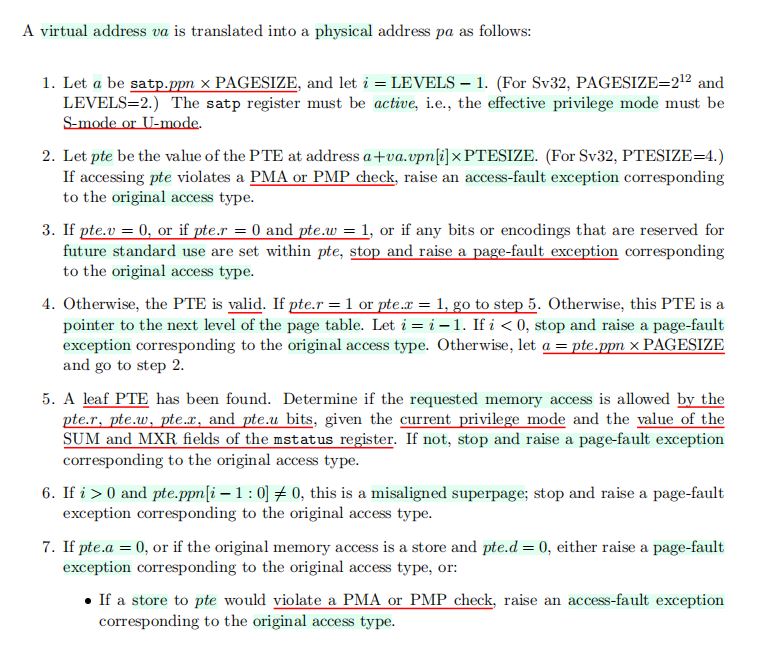 A virtual address va is translated into a physical address pa as follows:
1. Let a be satp.ppn × PAGESIZE, and let i = LEVELS − 1. (For Sv32, PAGESIZE=2¹² and
LEVELS=2.) The satp register must be active, i.e., the effective privilege mode must be
S-mode or U-mode.
2. Let pte be the value of the PTE at address a+va.vpn[i]×PTESIZE. (For Sv32, PTESIZE=4.)
If accessing pte violates a PMA or PMP check, raise an access-fault exception corresponding
to the original access type.
3. If pte.v = 0, or if pte.r = 0 and pte.w = 1, or if any bits or encodings that are reserved for
future standard use are set within pte, stop and raise a page-fault exception corresponding
to the original access type.
4. Otherwise, the PTE is valid. If pte.r = 1 or pte.x = 1, go to step 5. Otherwise, this PTE is a
pointer to the next level of the page table. Let i = i − 1. If i < 0, stop and raise a page-fault
exception corresponding to the original access type. Otherwise, let a = pte.ppn × PAGESIZE
and go to step 2.
5. A leaf PTE has been found. Determine if the requested memory access is allowed by the
pte.r, pte.w, pte.x, and pte.u bits, given the current privilege mode and the value of the
SUM and MXR fields of the mstatus register. If not, stop and raise a page-fault exception
corresponding to the original access type.
6. If i > 0 and pte.ppn[i − 1 : 0] ≠ 0, this is a misaligned superpage; stop and raise a page-fault
exception corresponding to the original access type.
7. If pte.a = 0, or if the original memory access is a store and pte.d = 0, either raise a page-fault
exception corresponding to the original access type, or:
• If a store to pte would violate a PMA or PMP check, raise an access-fault exception
corresponding to the original access type.